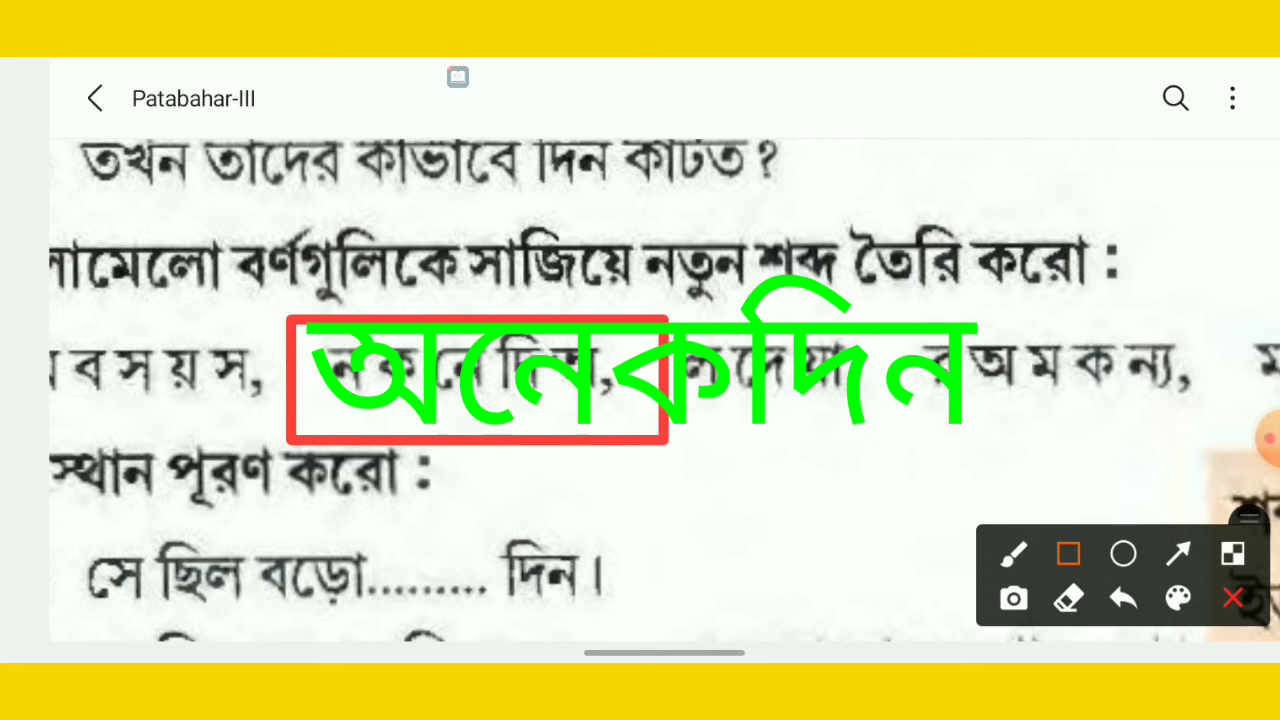 Patabahar-III
তখন তাদের কীভাবে দিন কাটত?
লোমেলো বর্ণগুলিকে সাজিয়ে নতুন শব্দ তৈরি করো :
ব স য় স, ন ক নে দি অ, র অ ম ক ন্য,
অনেকদিন
স্থান পূরণ করো :
সে ছিল বড়ো......... দিন।